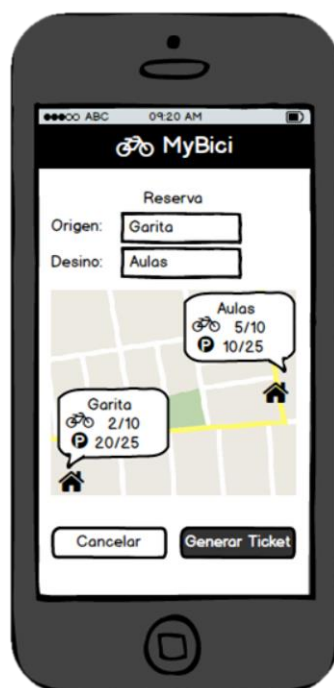 ABC 09:20 AM
MyBici
Reserva
Origen: Garita
Desino: Aulas
Aulas
5/10
P 10/25
Garita
2/10
P 20/25
Cancelar Generar Ticket